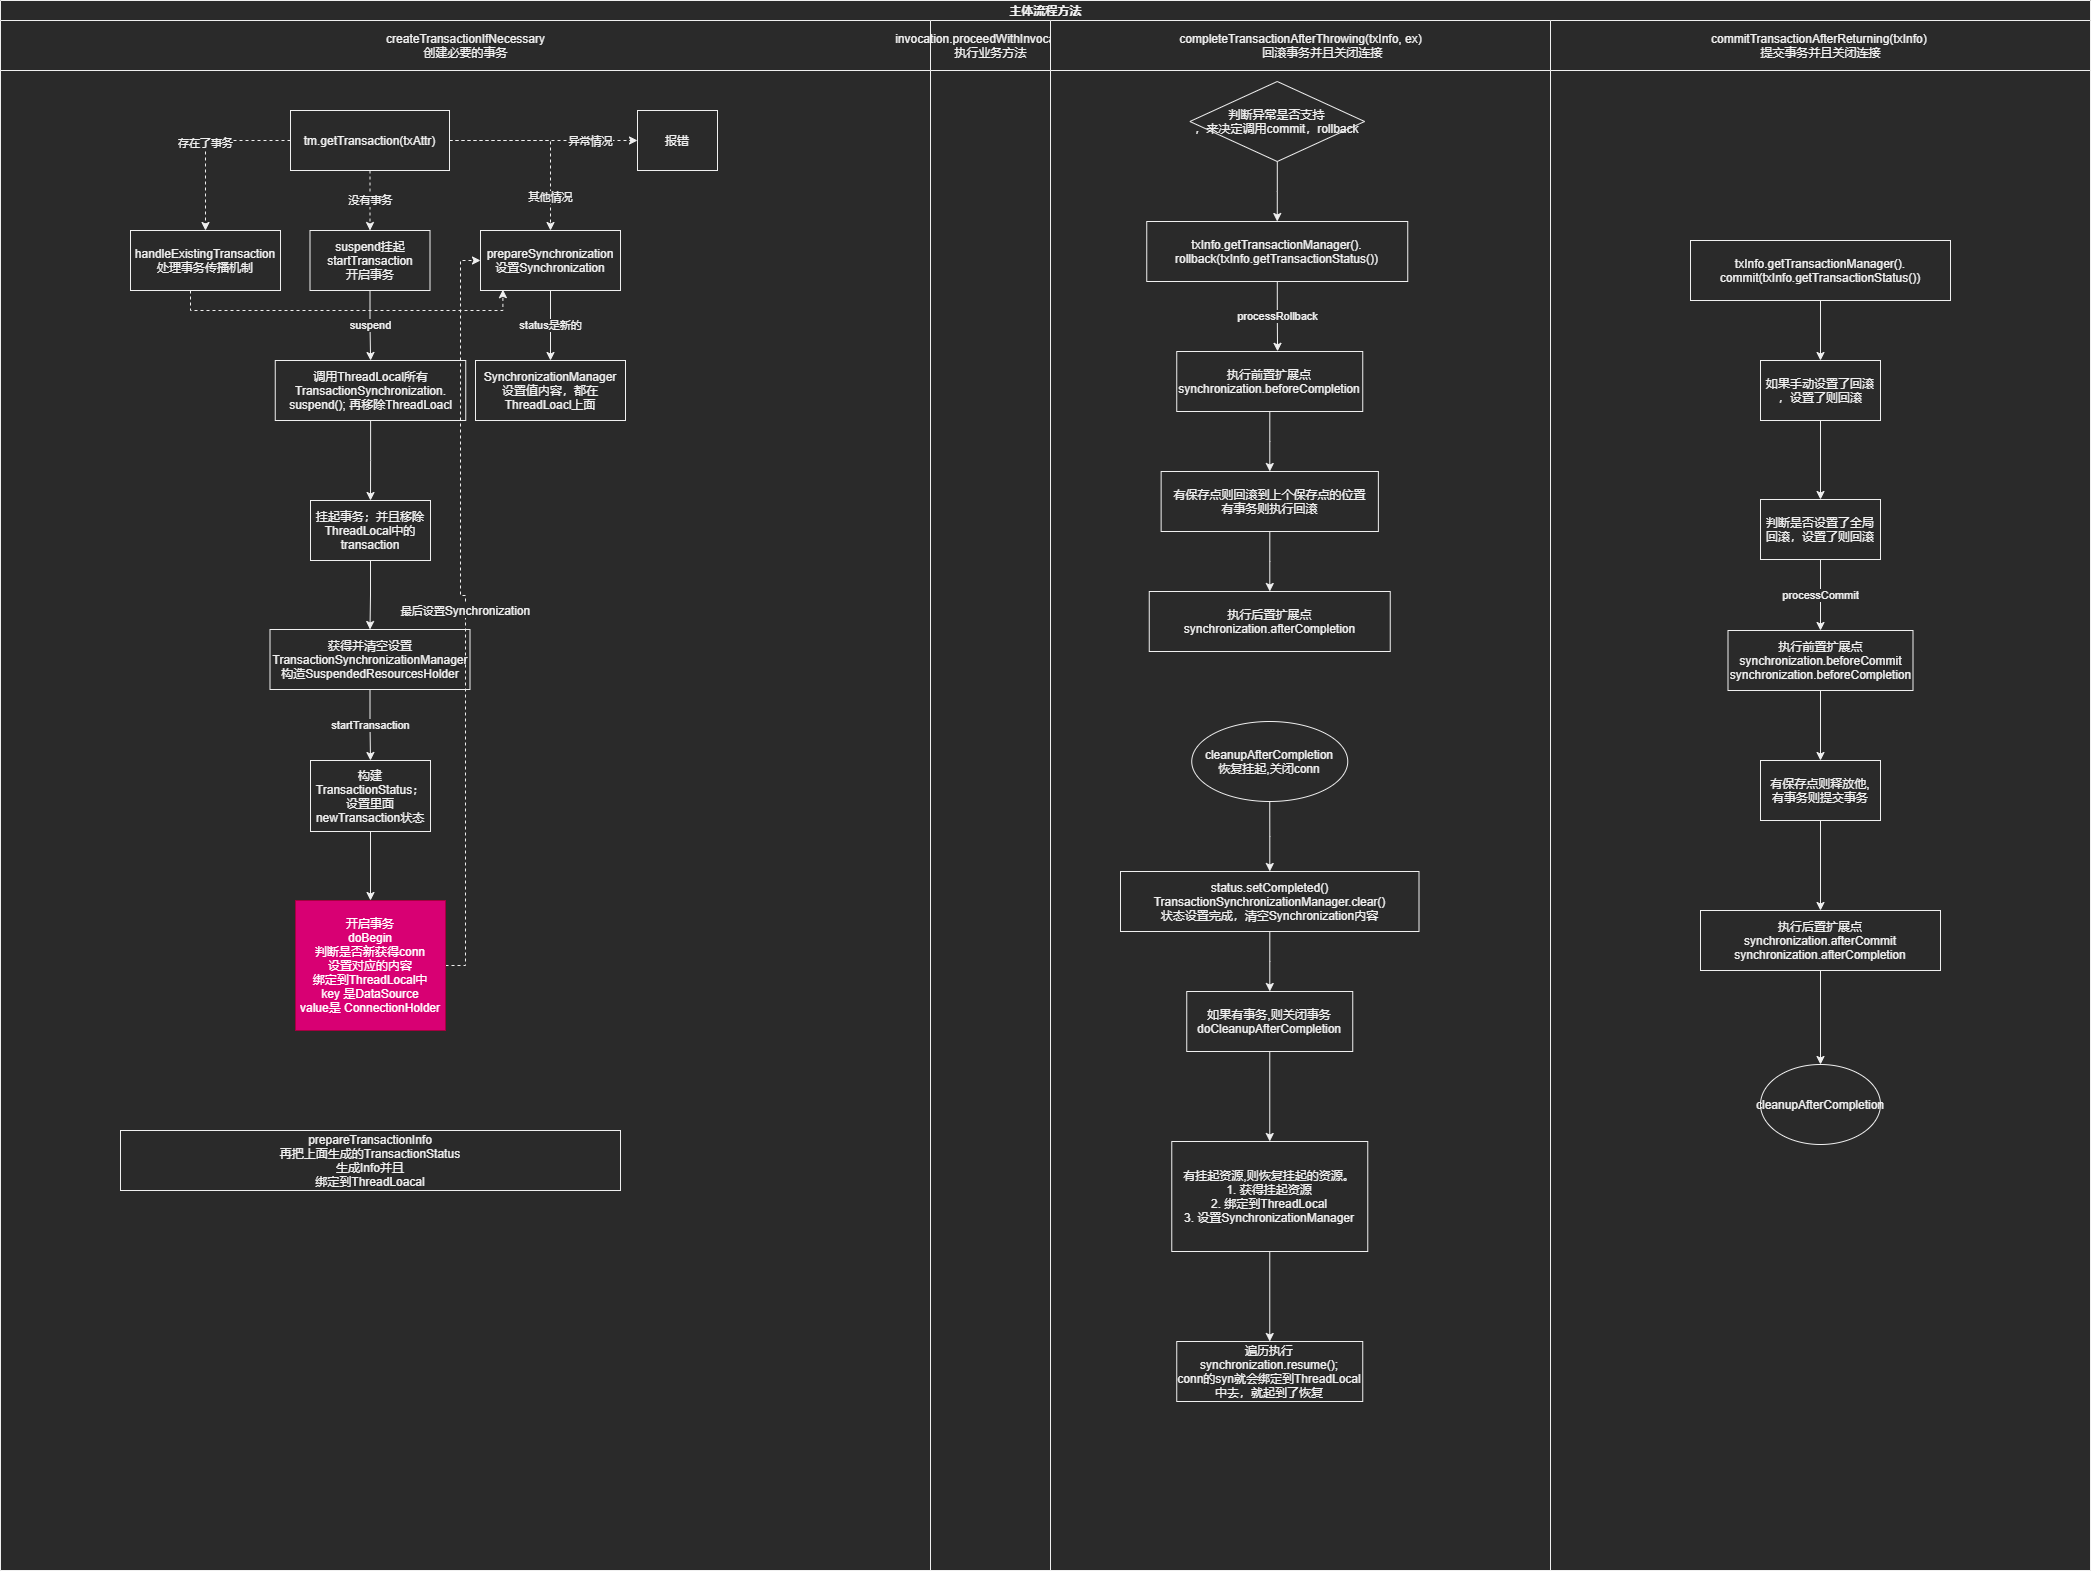 主体流程方法
createTransactionIfNecessary
创建必要的事务
invocation.proceedWithInvoca
执行业务方法
completeTransactionAfterThrowing(txInfo, ex)
回滚事务并且关闭连接
commitTransactionAfterReturning(txInfo)
提交事务并且关闭连接
tm.getTransaction(txAttr)
存在了事务
没有事务
异常情况
其他情况
报错
handleExistingTransaction
处理事务传播机制
suspend挂起
startTransaction
开启事务
prepareSynchronization
设置Synchronization
suspend
status是新的
调用ThreadLocal所有
TransactionSynchronization.
suspend(); 再移除ThreadLoacl
SynchronizationManager
设置值内容，都在
ThreadLoacl上面
挂起事务；并且移除
ThreadLocal中的
transaction
最后设置Synchronization
获得并清空设置
TransactionSynchronizationManager
构造SuspendedResourcesHolder
startTransaction
构建
TransactionStatus；
设置里面
newTransaction状态
开启事务
doBegin
判断是否新获得conn
设置对应的内容
绑定到ThreadLocal中
key 是DataSource
value是 ConnectionHolder
prepareTransactionInfo
再把上面生成的TransactionStatus
生成Info并且
绑定到ThreadLoacal
判断异常是否支持
，来决定调用commit，rollback
txInfo.getTransactionManager().
rollback(txInfo.getTransactionStatus())
processRollback
执行前置扩展点
synchronization.beforeCompletion
有保存点则回滚到上个保存点的位置
有事务则执行回滚
执行后置扩展点
synchronization.afterCompletion
cleanupAfterCompletion
恢复挂起,关闭conn
status.setCompleted()
TransactionSynchronizationManager.clear()
状态设置完成，清空Synchronization内容
如果有事务,则关闭事务
doCleanupAfterCompletion
有挂起资源,则恢复挂起的资源。
1. 获得挂起资源
2. 绑定到ThreadLocal
3. 设置SynchronizationManager
遍历执行
synchronization.resume();
conn的syn就会绑定到ThreadLocal
中去，就起到了恢复
txInfo.getTransactionManager().
commit(txInfo.getTransactionStatus())
如果手动设置了回滚
，设置了则回滚
判断是否设置了全局
回滚，设置了则回滚
processCommit
执行前置扩展点
synchronization.beforeCommit
synchronization.beforeCompletion
有保存点则释放他,
有事务则提交事务
执行后置扩展点
synchronization.afterCommit
synchronization.afterCompletion
cleanupAfterCompletion